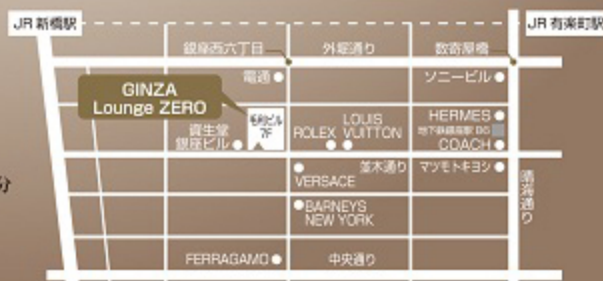 JR 新橋駅
JR 有楽町駅
銀座西六丁目
外堀通り
数寄屋橋
電通
ソニービル
GINZA
Lounge ZERO
7F
資生堂
銀座ビル
ROLEX
LOUIS
VUITTON
HERMES
COACH
並木通り
マツモトキヨシ
VERSACE
晴海通り
BARNEYS
NEW YORK
FERRAGAMO
中央通り
分